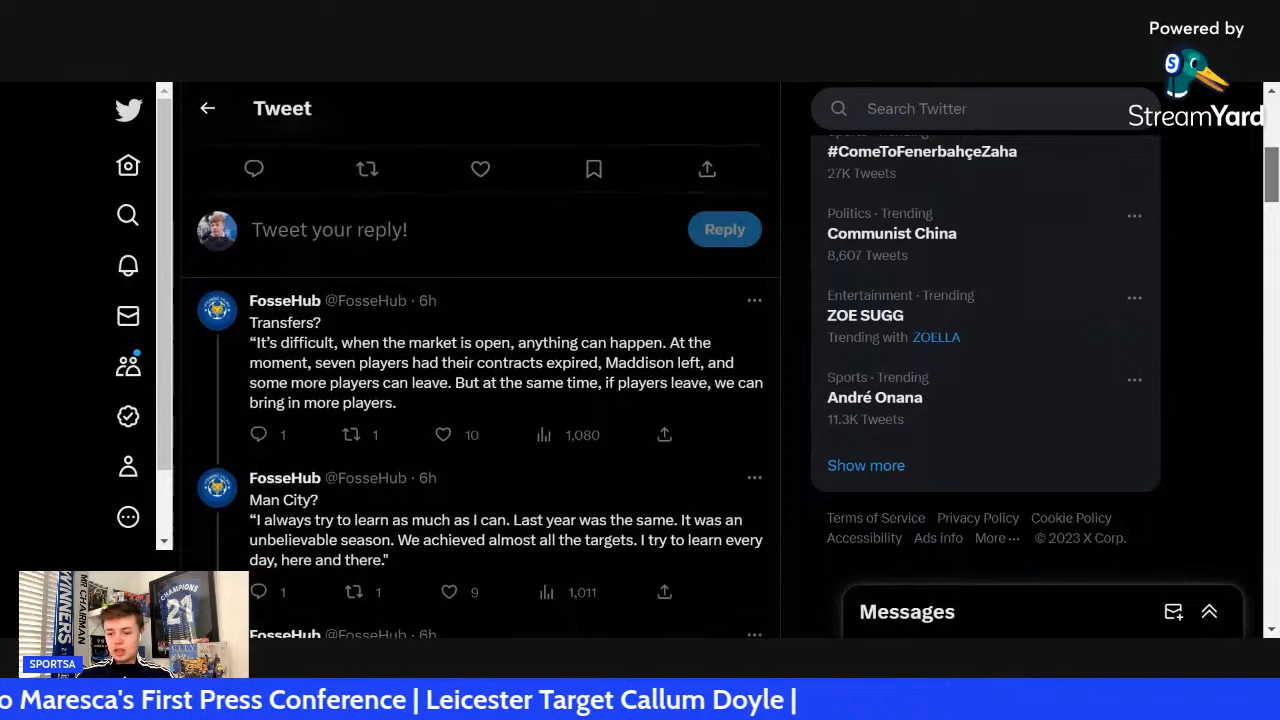 Powered by
StreamYard
Tweet
Search Twitter
#ComeToFenerbahçeZaha
27K Tweets
Tweet your reply!
Reply
Politics · Trending
Communist China
8,607 Tweets
Entertainment · Trending
ZOE SUGG
Trending with ZOELLA
Sports · Trending
André Onana
11.3K Tweets
Show more
Terms of Service Privacy Policy Cookie Policy
Accessibility Ads info More ··· © 2023 X Corp.
FosseHub @FosseHub · 6h
Transfers?
“It’s difficult, when the market is open, anything can happen. At the
moment, seven players had their contracts expired, Maddison left, and
some more players can leave. But at the same time, if players leave, we can
bring in more players.
1 1 10 1,080
FosseHub @FosseHub · 6h
Man City?
“I always try to learn as much as I can. Last year was the same. It was an
unbelievable season. We achieved almost all the targets. I try to learn every
day, here and there."
1 1 9 1,011
FosseHub @FosseHub · 6h
Messages
WINNERS
MR CHAIRMAN
CHAMPIONS
21
CITY
SPORTSA
o Maresca's First Press Conference | Leicester Target Callum Doyle |